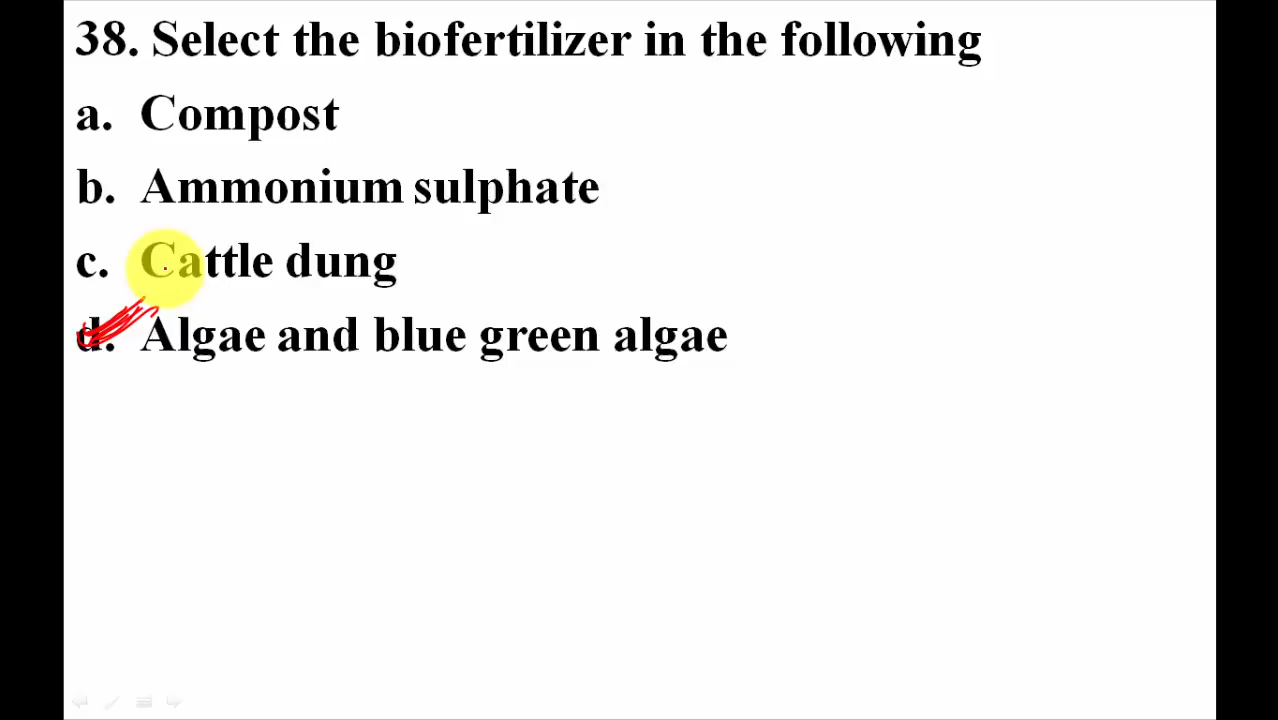 38. Select the biofertilizer in the following
a. Compost
b. Ammonium sulphate
c. Cattle dung
d. Algae and blue green algae